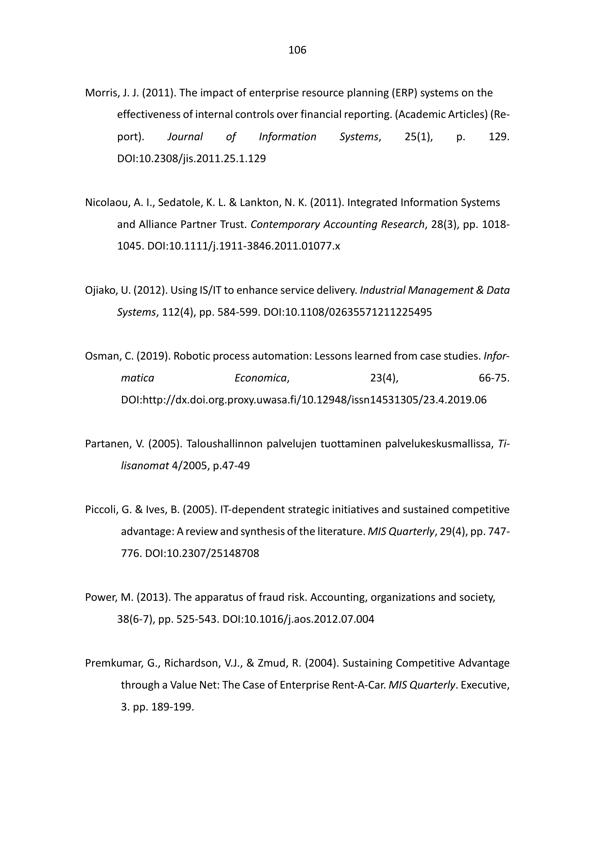 106
Morris, J. J. (2011). The impact of enterprise resource planning (ERP) systems on the
effectiveness of internal controls over financial reporting. (Academic Articles) (Re-
port). Journal of Information Systems, 25(1), p. 129.
DOI:10.2308/jis.2011.25.1.129
Nicolaou, A. I., Sedatole, K. L. & Lankton, N. K. (2011). Integrated Information Systems
and Alliance Partner Trust. Contemporary Accounting Research, 28(3), pp. 1018-
1045. DOI:10.1111/j.1911-3846.2011.01077.x
Ojiako, U. (2012). Using IS/IT to enhance service delivery. Industrial Management & Data
Systems, 112(4), pp. 584-599. DOI:10.1108/02635571211225495
Osman, C. (2019). Robotic process automation: Lessons learned from case studies. Infor-
matica Economica, 23(4), 66-75.
DOI:http://dx.doi.org.proxy.uwasa.fi/10.12948/issn14531305/23.4.2019.06
Partanen, V. (2005). Taloushallinnon palvelujen tuottaminen palvelukeskusmallissa, Ti-
lisanomat 4/2005, p.47-49
Piccoli, G. & Ives, B. (2005). IT-dependent strategic initiatives and sustained competitive
advantage: A review and synthesis of the literature. MIS Quarterly, 29(4), pp. 747-
776. DOI:10.2307/25148708
Power, M. (2013). The apparatus of fraud risk. Accounting, organizations and society,
38(6-7), pp. 525-543. DOI:10.1016/j.aos.2012.07.004
Premkumar, G., Richardson, V.J., & Zmud, R. (2004). Sustaining Competitive Advantage
through a Value Net: The Case of Enterprise Rent-A-Car. MIS Quarterly. Executive,
3. pp. 189-199.